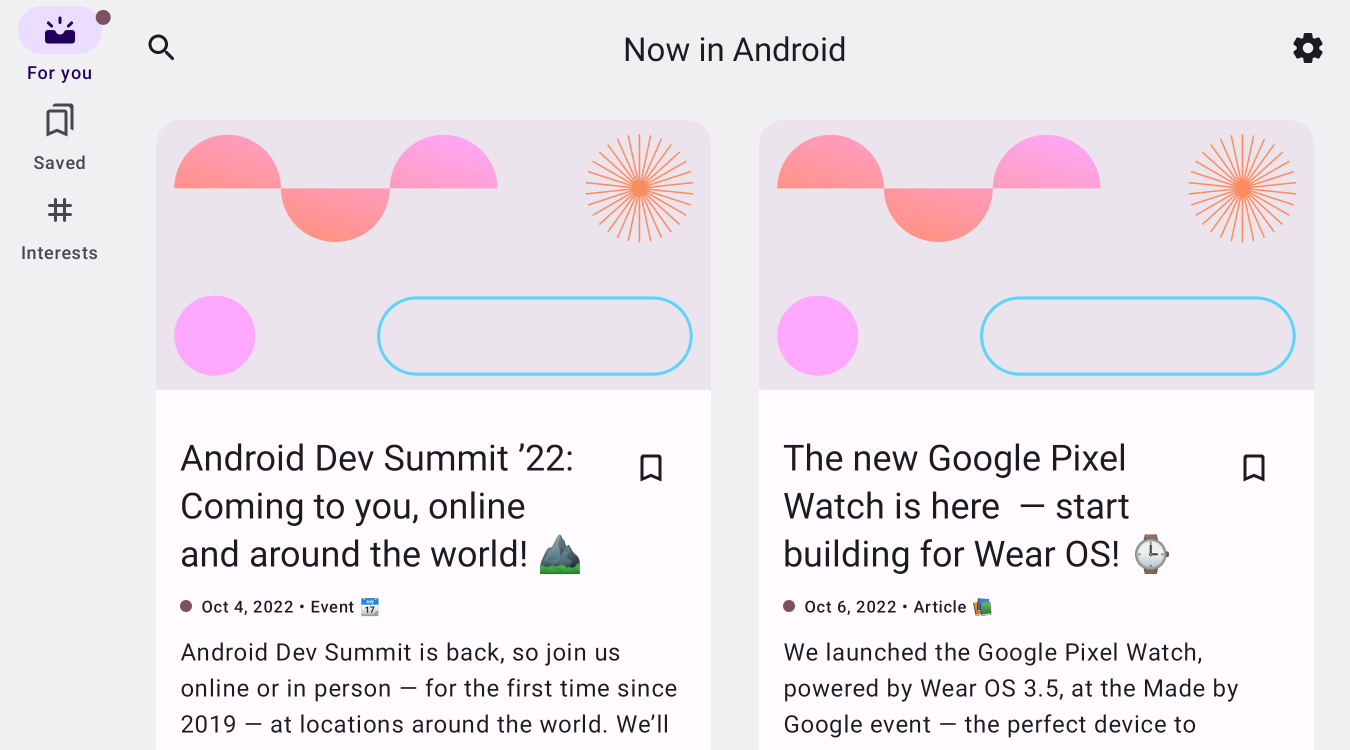 For you
Saved
Interests
Now in Android
Android Dev Summit ’22:
Coming to you, online
and around the world! ⛰️
Oct 4, 2022 • Event 📆
Android Dev Summit is back, so join us
online or in person — for the first time since
2019 — at locations around the world. We’ll
The new Google Pixel
Watch is here  — start
building for Wear OS! ⌚
Oct 6, 2022 • Article 📚
We launched the Google Pixel Watch,
powered by Wear OS 3.5, at the Made by
Google event — the perfect device to